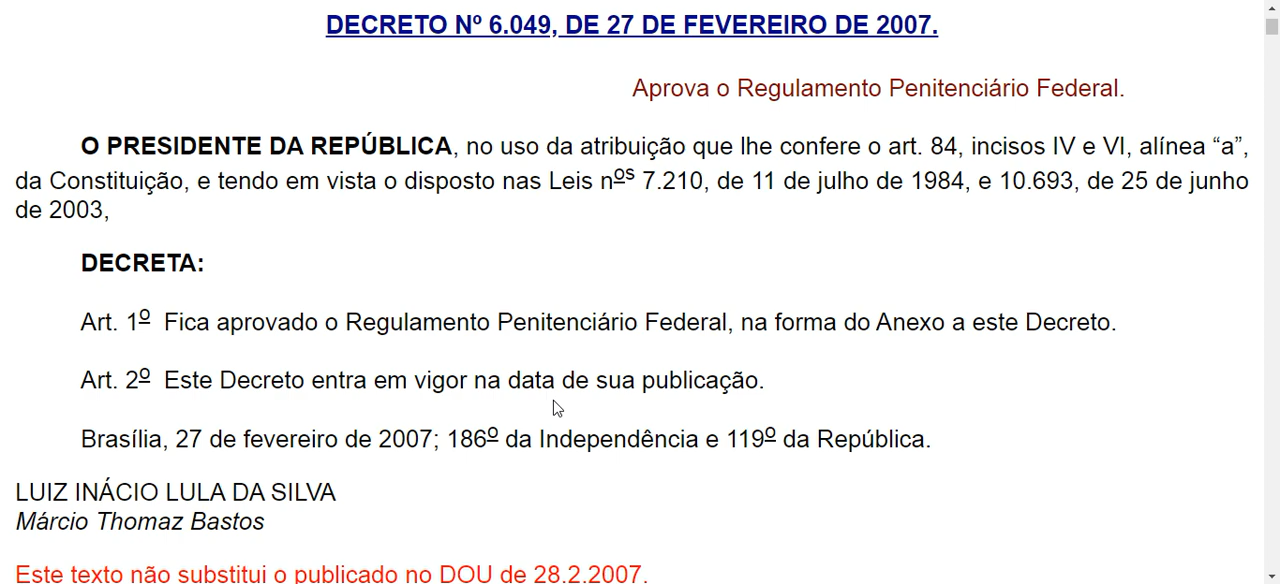 DECRETO Nº 6.049, DE 27 DE FEVEREIRO DE 2007.
Aprova o Regulamento Penitenciário Federal.
O PRESIDENTE DA REPÚBLICA, no uso da atribuição que lhe confere o art. 84, incisos IV e VI, alínea “a”,
da Constituição, e tendo em vista o disposto nas Leis nos 7.210, de 11 de julho de 1984, e 10.693, de 25 de junho
de 2003,
DECRETA:
Art. 1o Fica aprovado o Regulamento Penitenciário Federal, na forma do Anexo a este Decreto.
Art. 2o Este Decreto entra em vigor na data de sua publicação.
Brasília, 27 de fevereiro de 2007; 186o da Independência e 119o da República.
LUIZ INÁCIO LULA DA SILVA
Márcio Thomaz Bastos
Este texto não substitui o publicado no DOU de 28.2.2007.